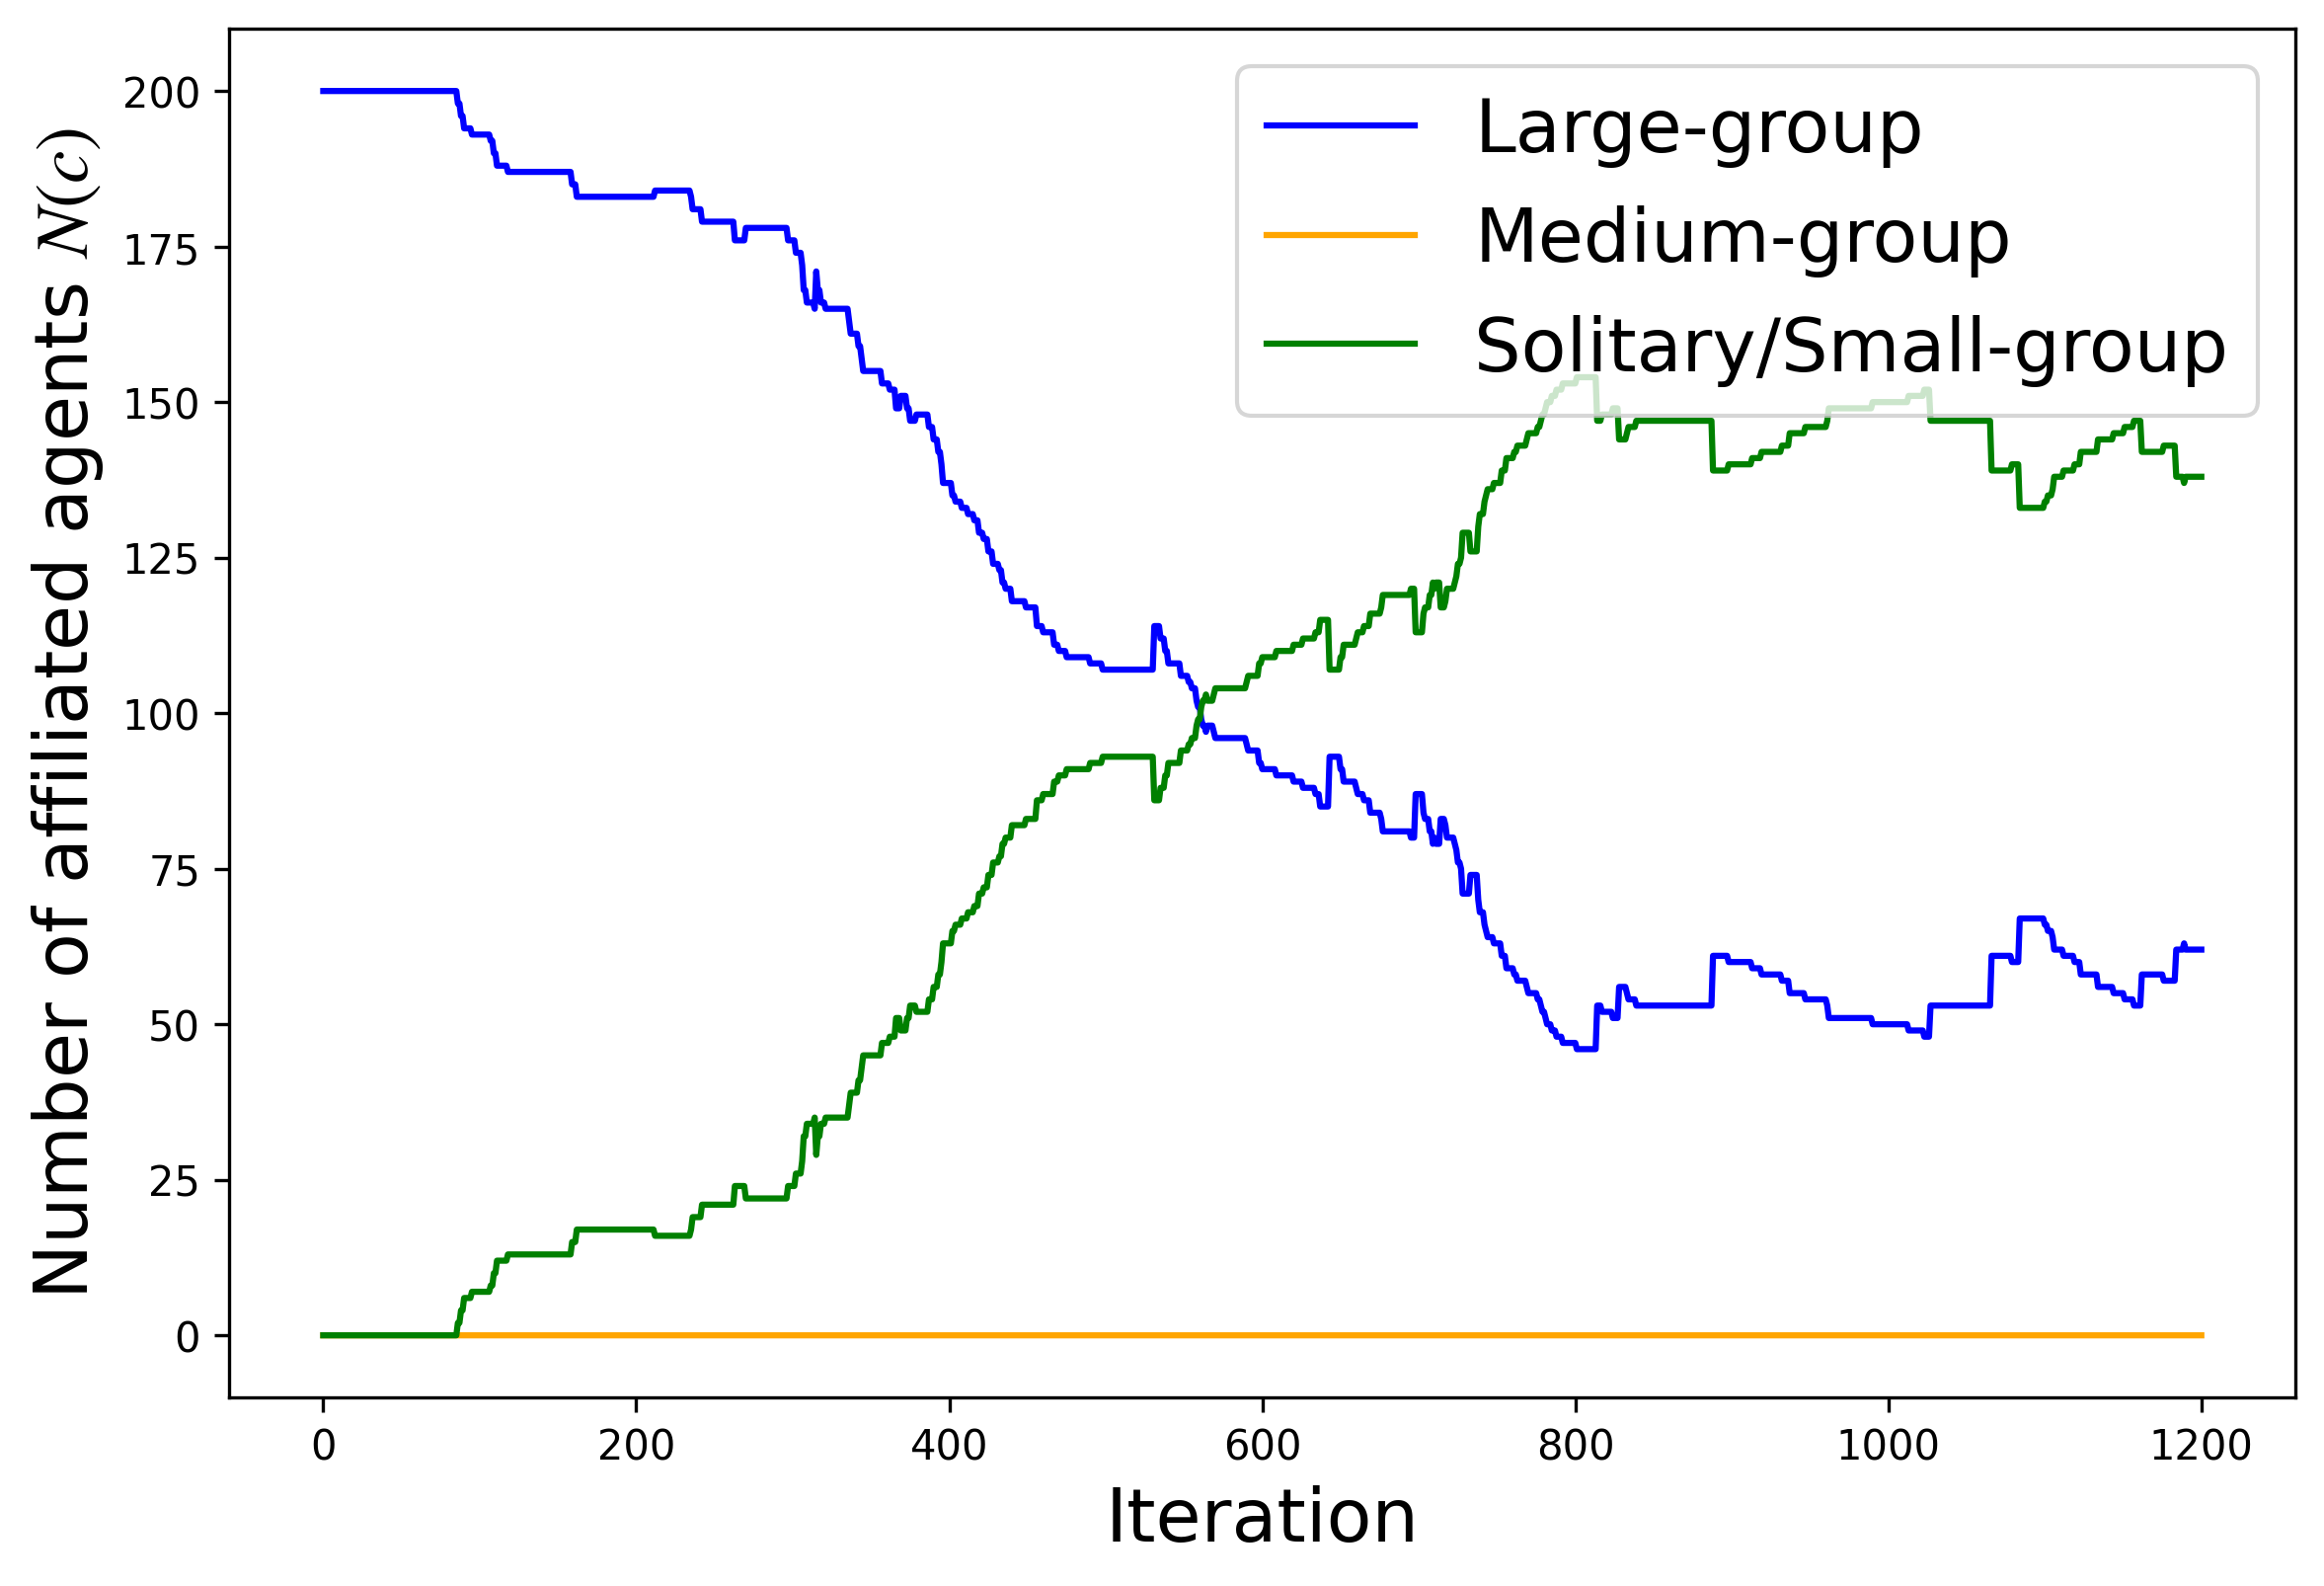 Number of affiliated agents N(c)
200
175
150
125
100
75
50
25
0
Large-group
Medium-group
Solitary/Small-group
0 200 400 600 800 1000 1200
Iteration